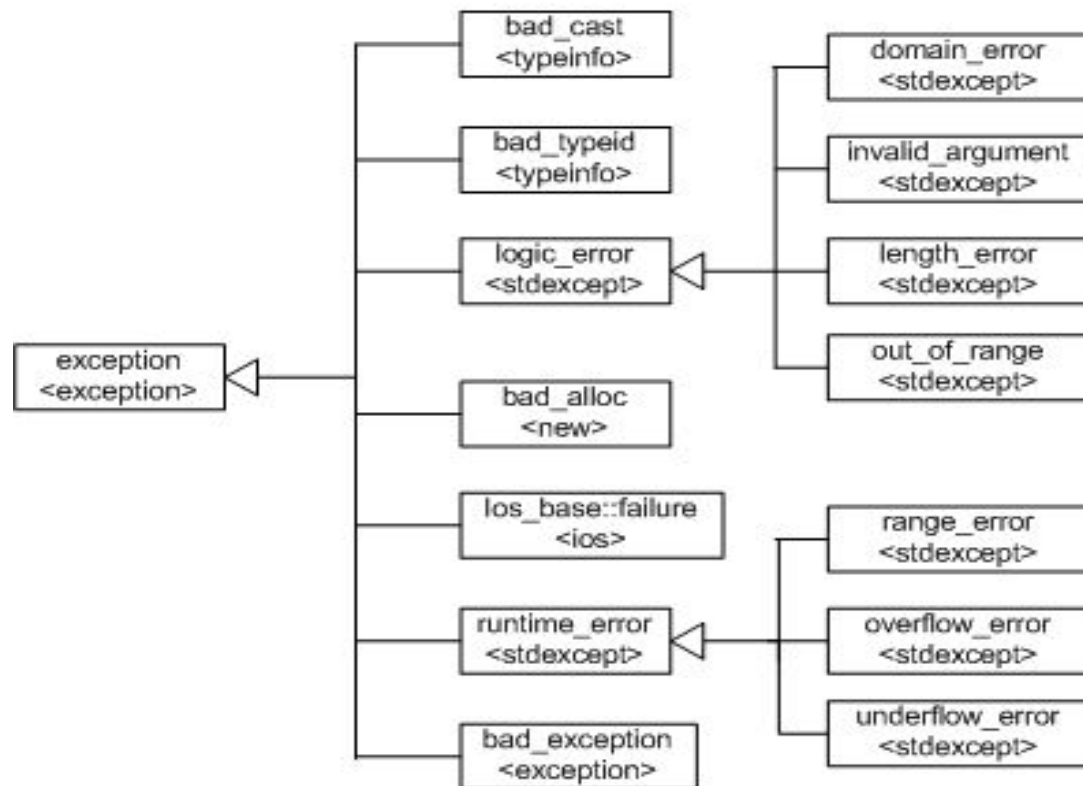 bad_cast
<typeinfo>
bad_typeid
<typeinfo>
logic_error
<stdexcept>
exception
<exception>
bad_alloc
<new>
Ios_base::failure
<ios>
runtime_error
<stdexcept>
bad_exception
<exception>
domain_error
<stdexcept>
invalid_argument
<stdexcept>
length_error
<stdexcept>
out_of_range
<stdexcept>
range_error
<stdexcept>
overflow_error
<stdexcept>
underflow_error
<stdexcept>